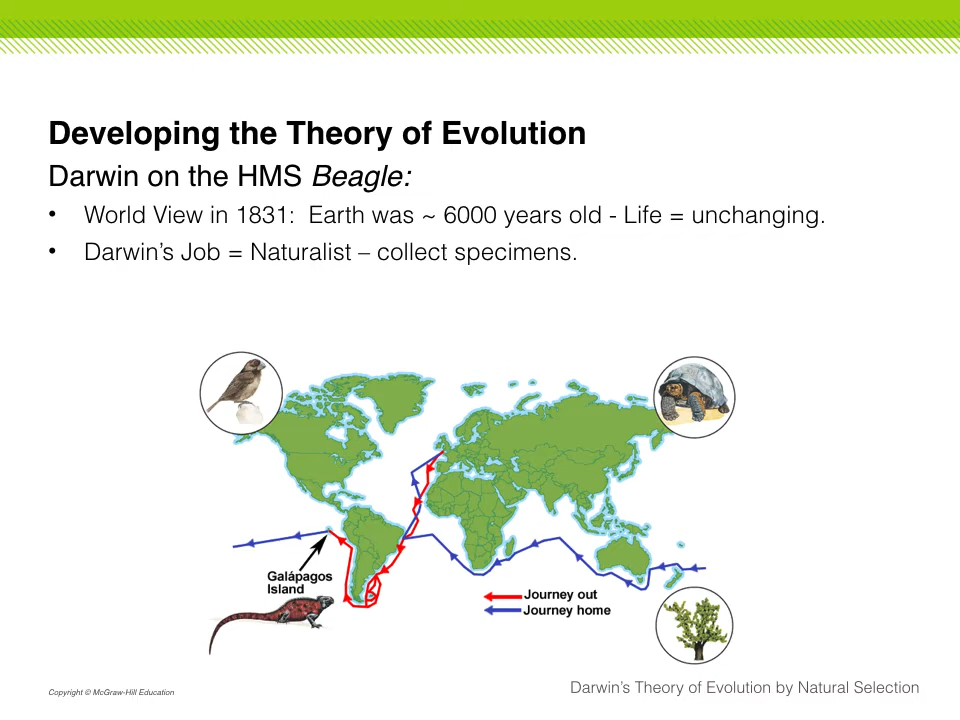 Developing the Theory of Evolution
Darwin on the HMS Beagle:
• World View in 1831:  Earth was ~ 6000 years old - Life = unchanging.
• Darwin’s Job = Naturalist – collect specimens.
Galápagos
Island
Journey out
Journey home
Copyright © McGraw-Hill Education
Darwin’s Theory of Evolution by Natural Selection